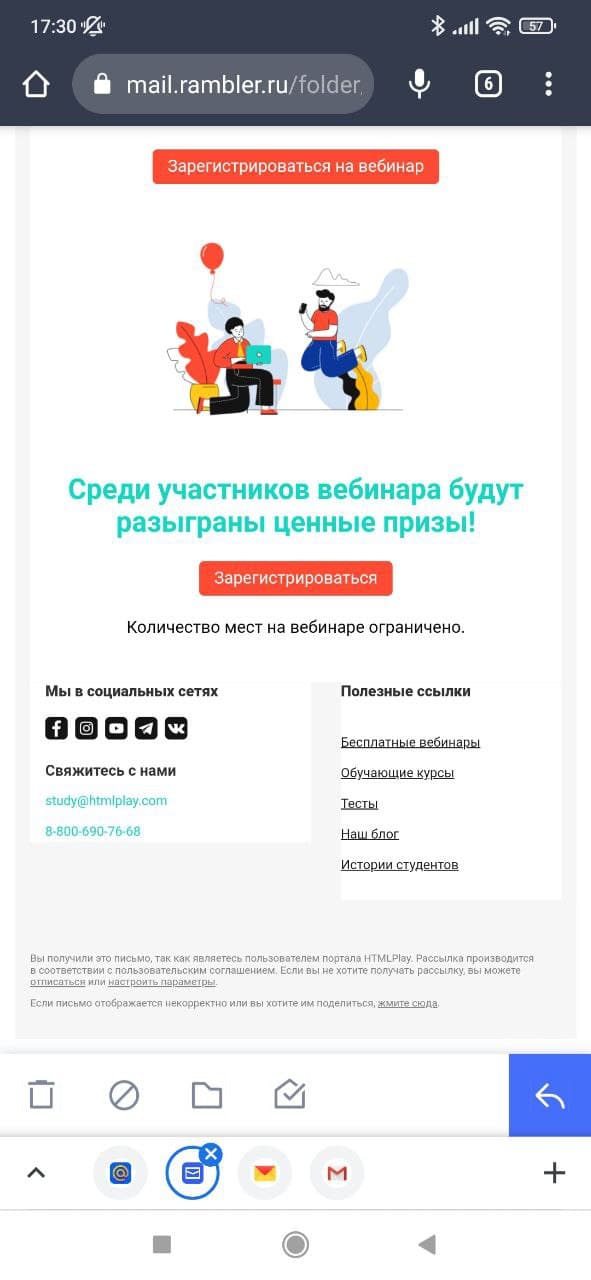 17:30
57
mail.rambler.ru/folder
6
Зарегистрироваться на вебинар
Среди участников вебинара будут
разыграны ценные призы!
Зарегистрироваться
Количество мест на вебинаре ограничено.
Мы в социальных сетях
Свяжитесь с нами
study@htmlplay.com
8-800-690-76-68
Полезные ссылки
Бесплатные вебинары
Обучающие курсы
Тесты
Наш блог
Истории студентов
Вы получили это письмо, так как являетесь пользователем портала HTMLPlay. Рассылка производится
в соответствии с пользовательским соглашением. Если вы не хотите получать рассылку, вы можете
отписаться или настроить параметры.
Если письмо отображается некорректно или вы хотите им поделиться, жмите сюда.